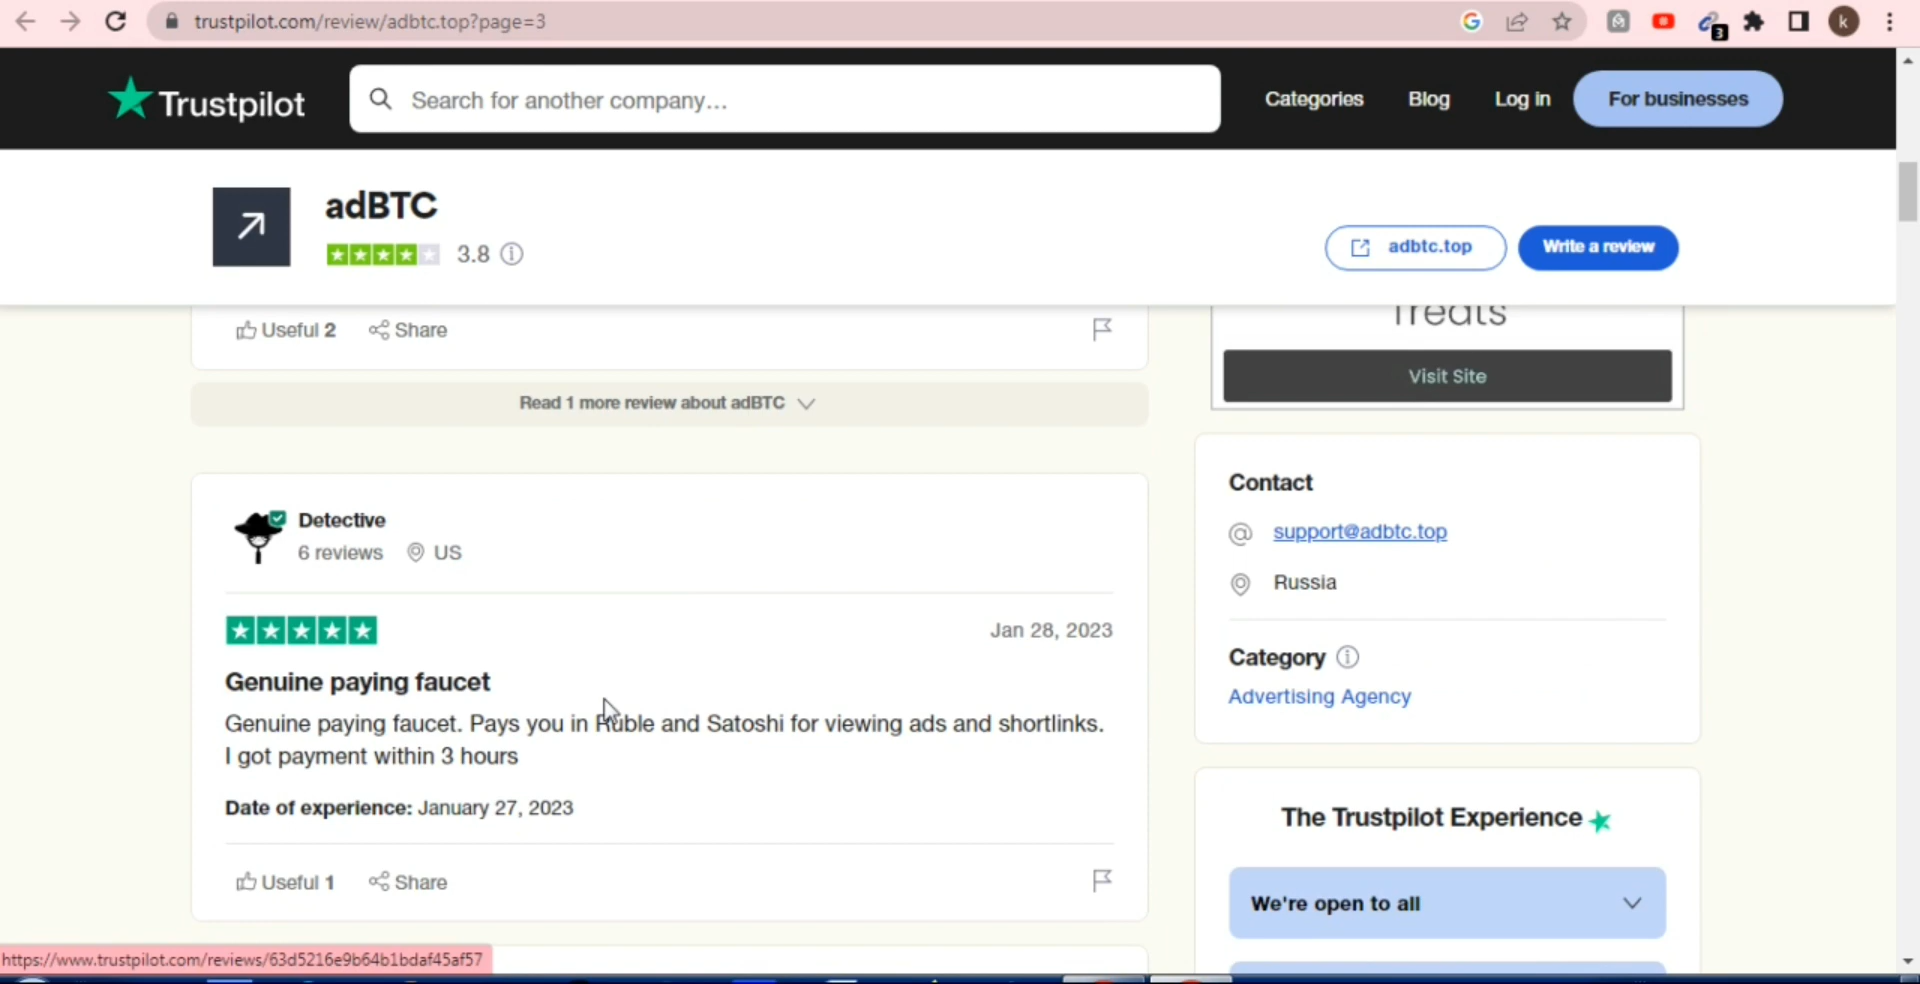 trustpilot.com/review/adbtc.top?page=3
3
k
Trustpilot
Search for another company...
Categories
Blog
Log in
For businesses
adBTC
3.8
adbtc.top
Write a review
Useful 2
Share
Treats
Visit Site
Read 1 more review about adBTC
Detective
6 reviews
US
Jan 28, 2023
Genuine paying faucet
Genuine paying faucet. Pays you in Ruble and Satoshi for viewing ads and shortlinks.
I got payment within 3 hours
Date of experience: January 27, 2023
Useful 1
Share
Contact
support@adbtc.top
Russia
Category
Advertising Agency
The Trustpilot Experience
We're open to all
https://www.trustpilot.com/reviews/63d5216e9b64b1bdaf45af57